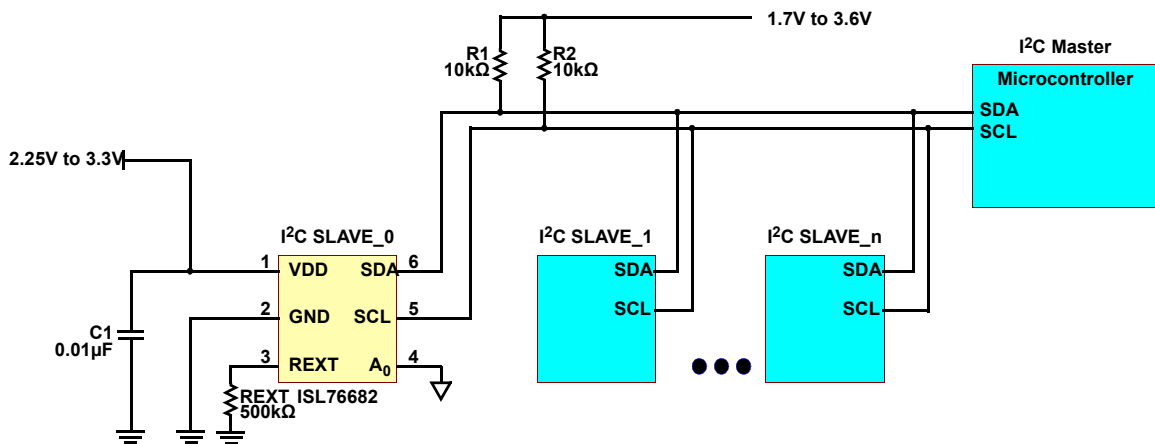 1.7V to 3.6V
R1
10kΩ
R2
10kΩ
I²C Master
Microcontroller
SDA
SCL
2.25V to 3.3V
I²C SLAVE_0
1 VDD SDA 6
2 GND SCL 5
3 REXT A₀ 4
C1
0.01µF
REXT_ISL76682
500kΩ
I²C SLAVE_1
SDA
SCL
I²C SLAVE_n
SDA
SCL